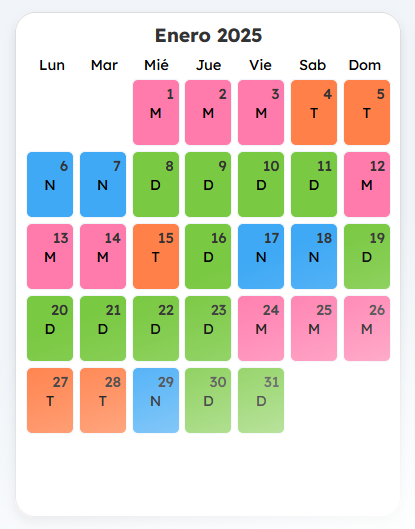 Enero 2025
Lun Mar Mié Jue Vie Sab Dom
1 2 3 4 5
M M M T T
6 7 8 9 10 11 12
N N D D D D M
13 14 15 16 17 18 19
M M T D N N D
20 21 22 23 24 25 26
D D D D M M M
27 28 29 30 31
T T N D D